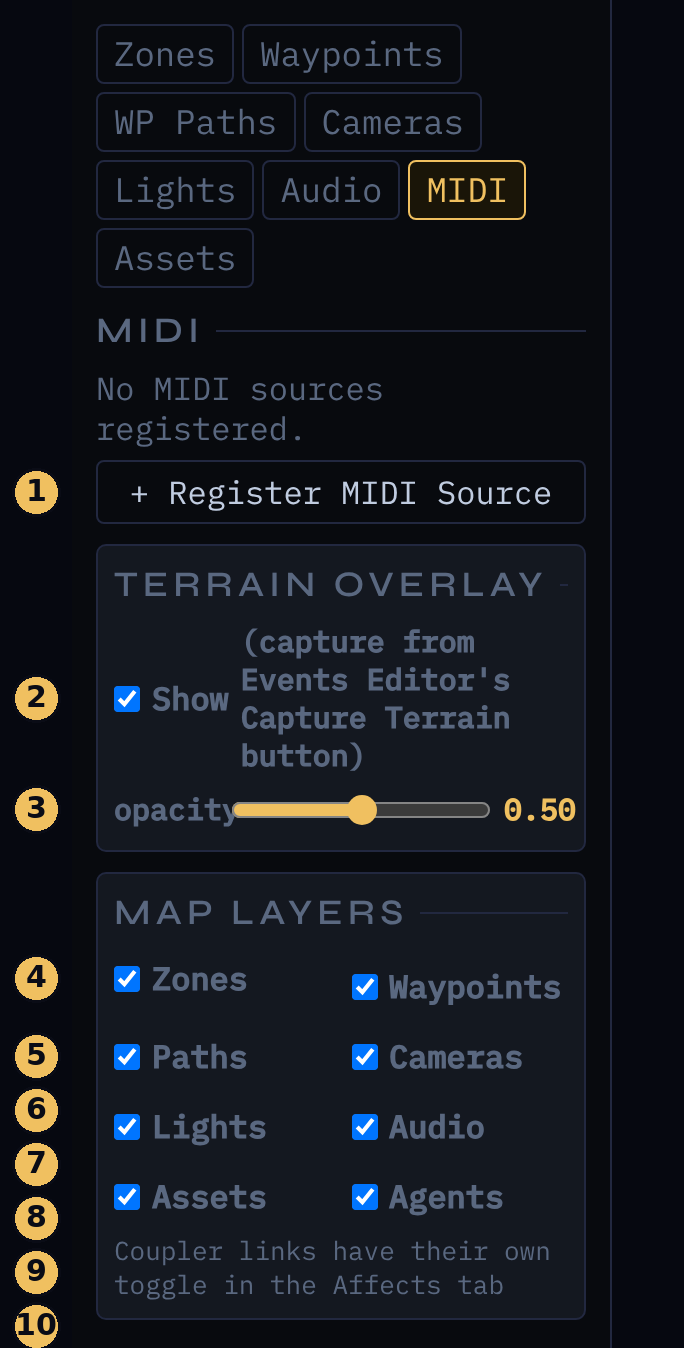 Zones Waypoints
WP Paths Cameras
Lights Audio MIDI
Assets
MIDI
No MIDI sources
registered.
1 + Register MIDI Source
TERRAIN OVERLAY
2 Show (capture from
Events Editor's
Capture Terrain
button)
3 opacity 0.50
MAP LAYERS
4 Zones Waypoints
5 Paths Cameras
6 Lights Audio
7
8 Assets Agents
9 Coupler links have their own
toggle in the Affects tab
10